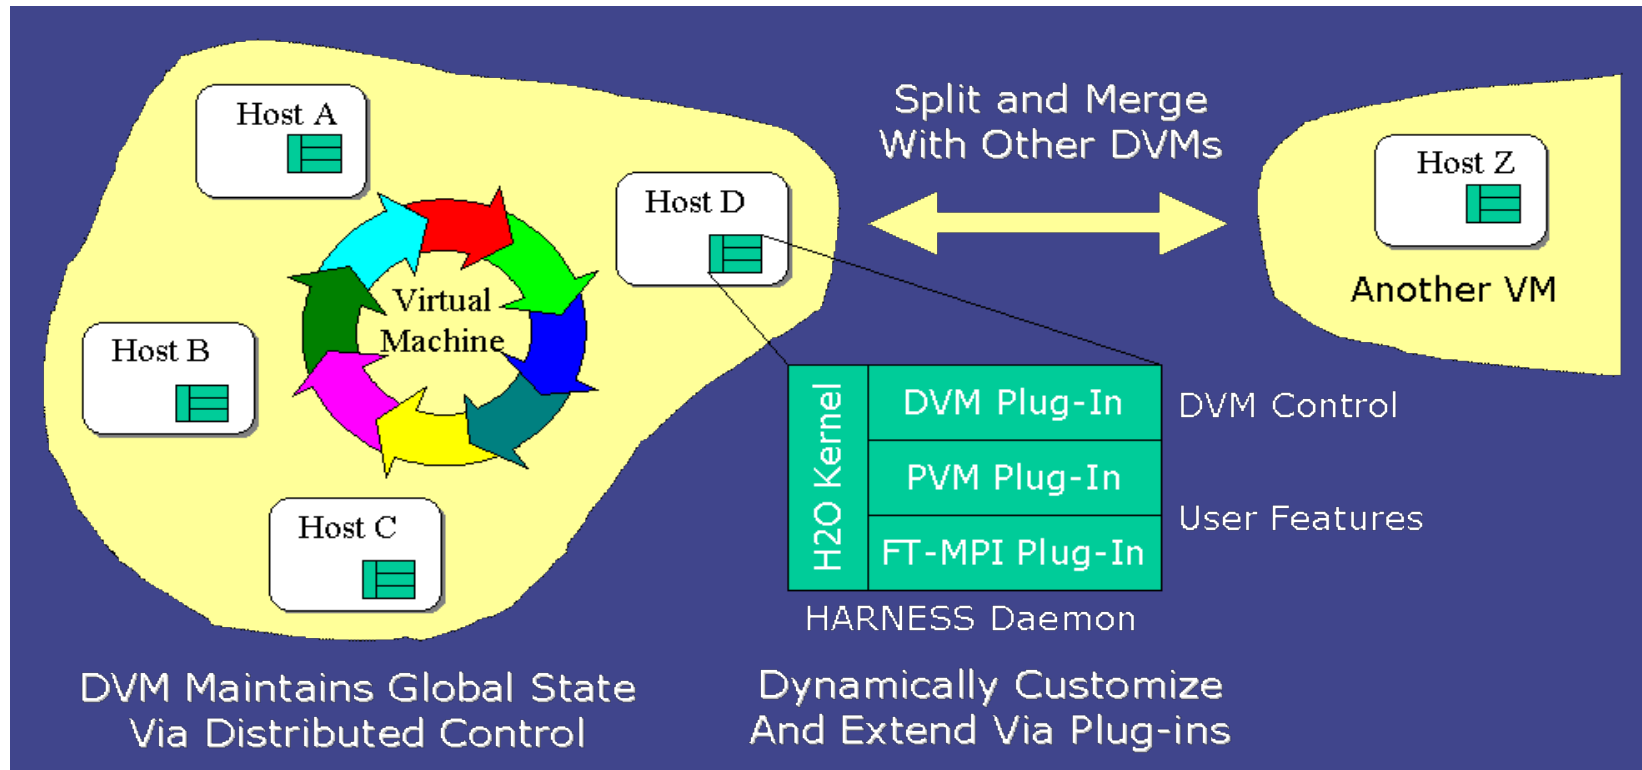 Host A
Host B
Host C
Host D
Virtual
Machine
Split and Merge
With Other DVMs
Host Z
Another VM
H2O Kernel
DVM Plug-In
PVM Plug-In
FT-MPI Plug-In
DVM Control
User Features
HARNESS Daemon
DVM Maintains Global State
Via Distributed Control
Dynamically Customize
And Extend Via Plug-ins